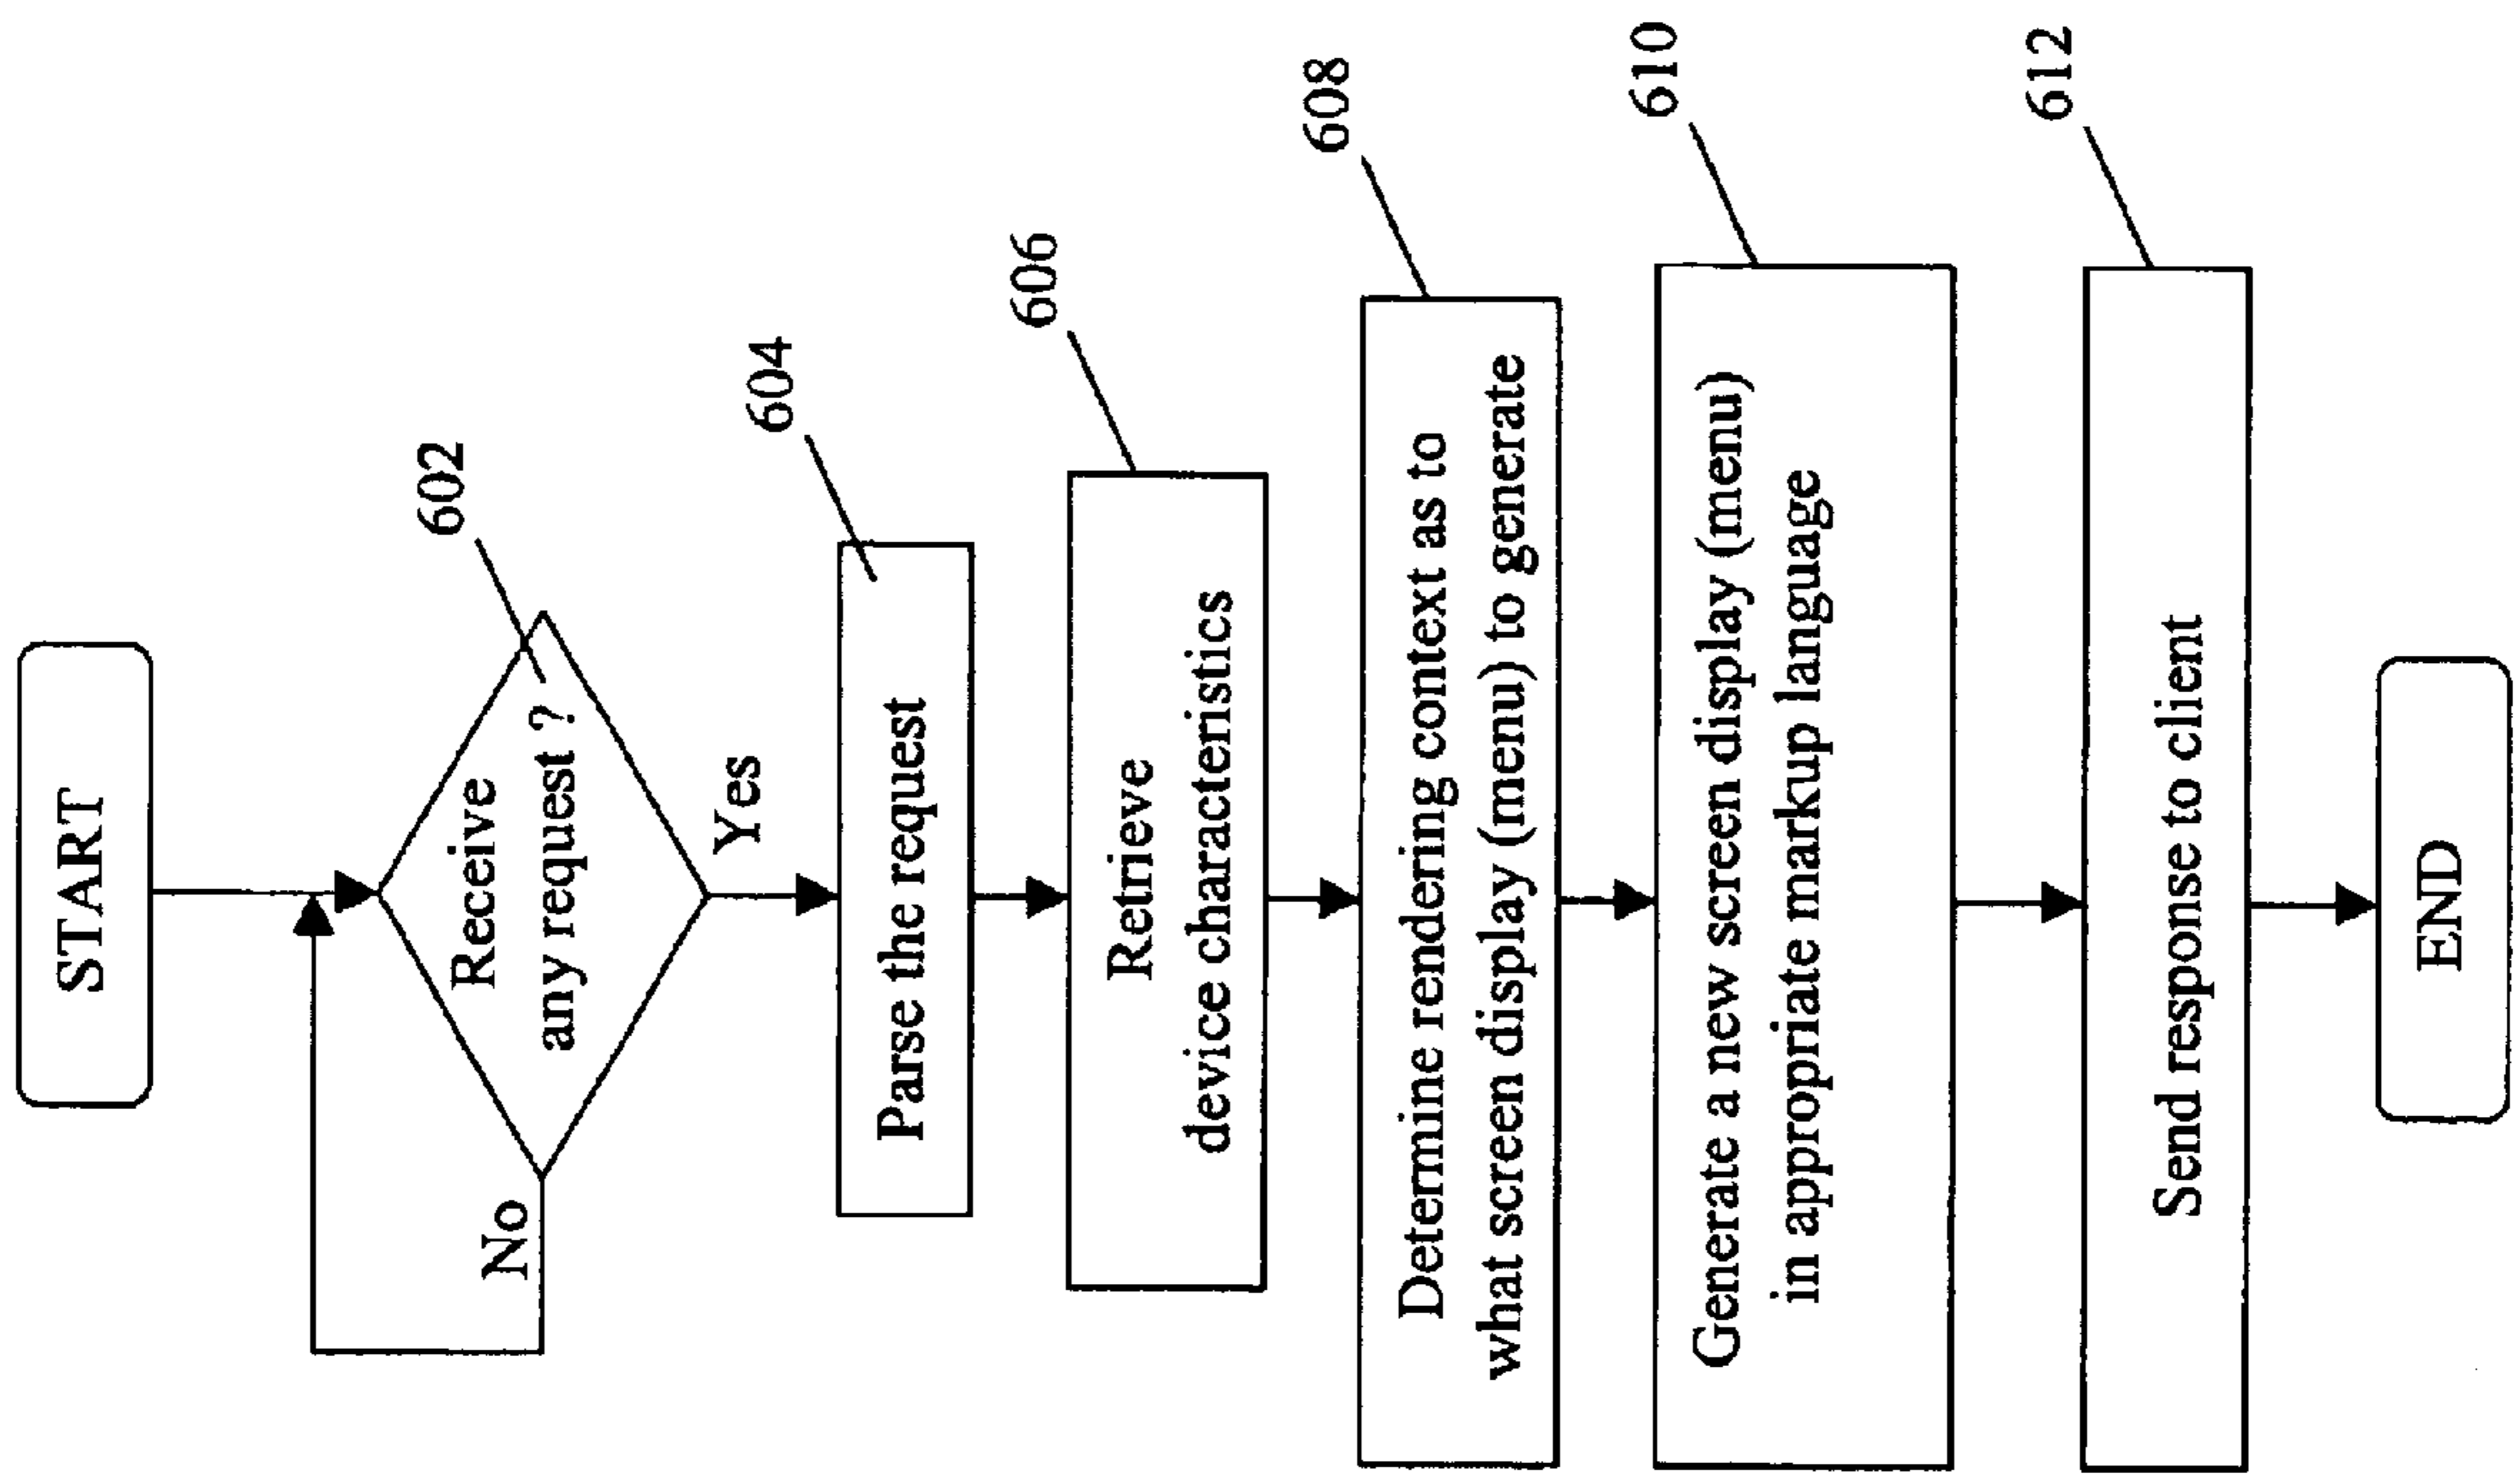 START
602
Receive
any request ?
No
Yes
604
Parse the request
606
Retrieve
device characteristics
608
Determine rendering context as to
what screen display (menu) to generate
610
Generate a new screen display (menu)
in appropriate markup language
612
Send response to client
END